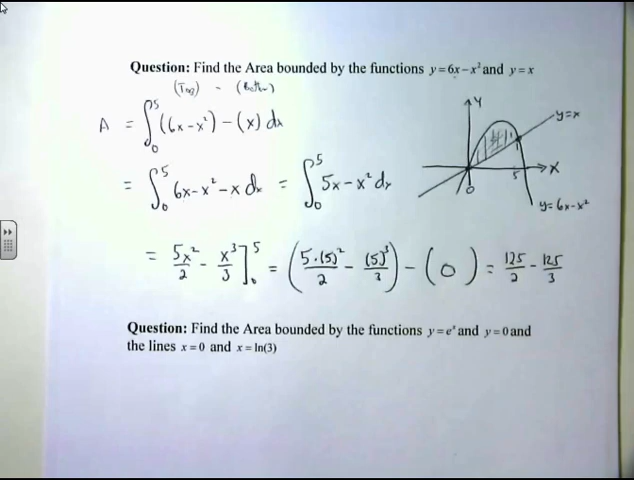 Question: Find the Area bounded by the functions y=6x-x² and y=x
(Top) - (Bottom)
A = ∫₀⁵ (6x-x²)-(x) dx
= ∫₀⁵ 6x-x²-x dx = ∫₀⁵ 5x-x² dx
= 5x²/2 - x³/3 ]₀⁵ = (5·(5)²/2 - (5)³/3) - (0) = 125/2 - 125/3
Y
y=x
X
5
0
y=6x-x²
Question: Find the Area bounded by the functions y=eˣ and y=0 and
the lines x=0 and x=ln(3)